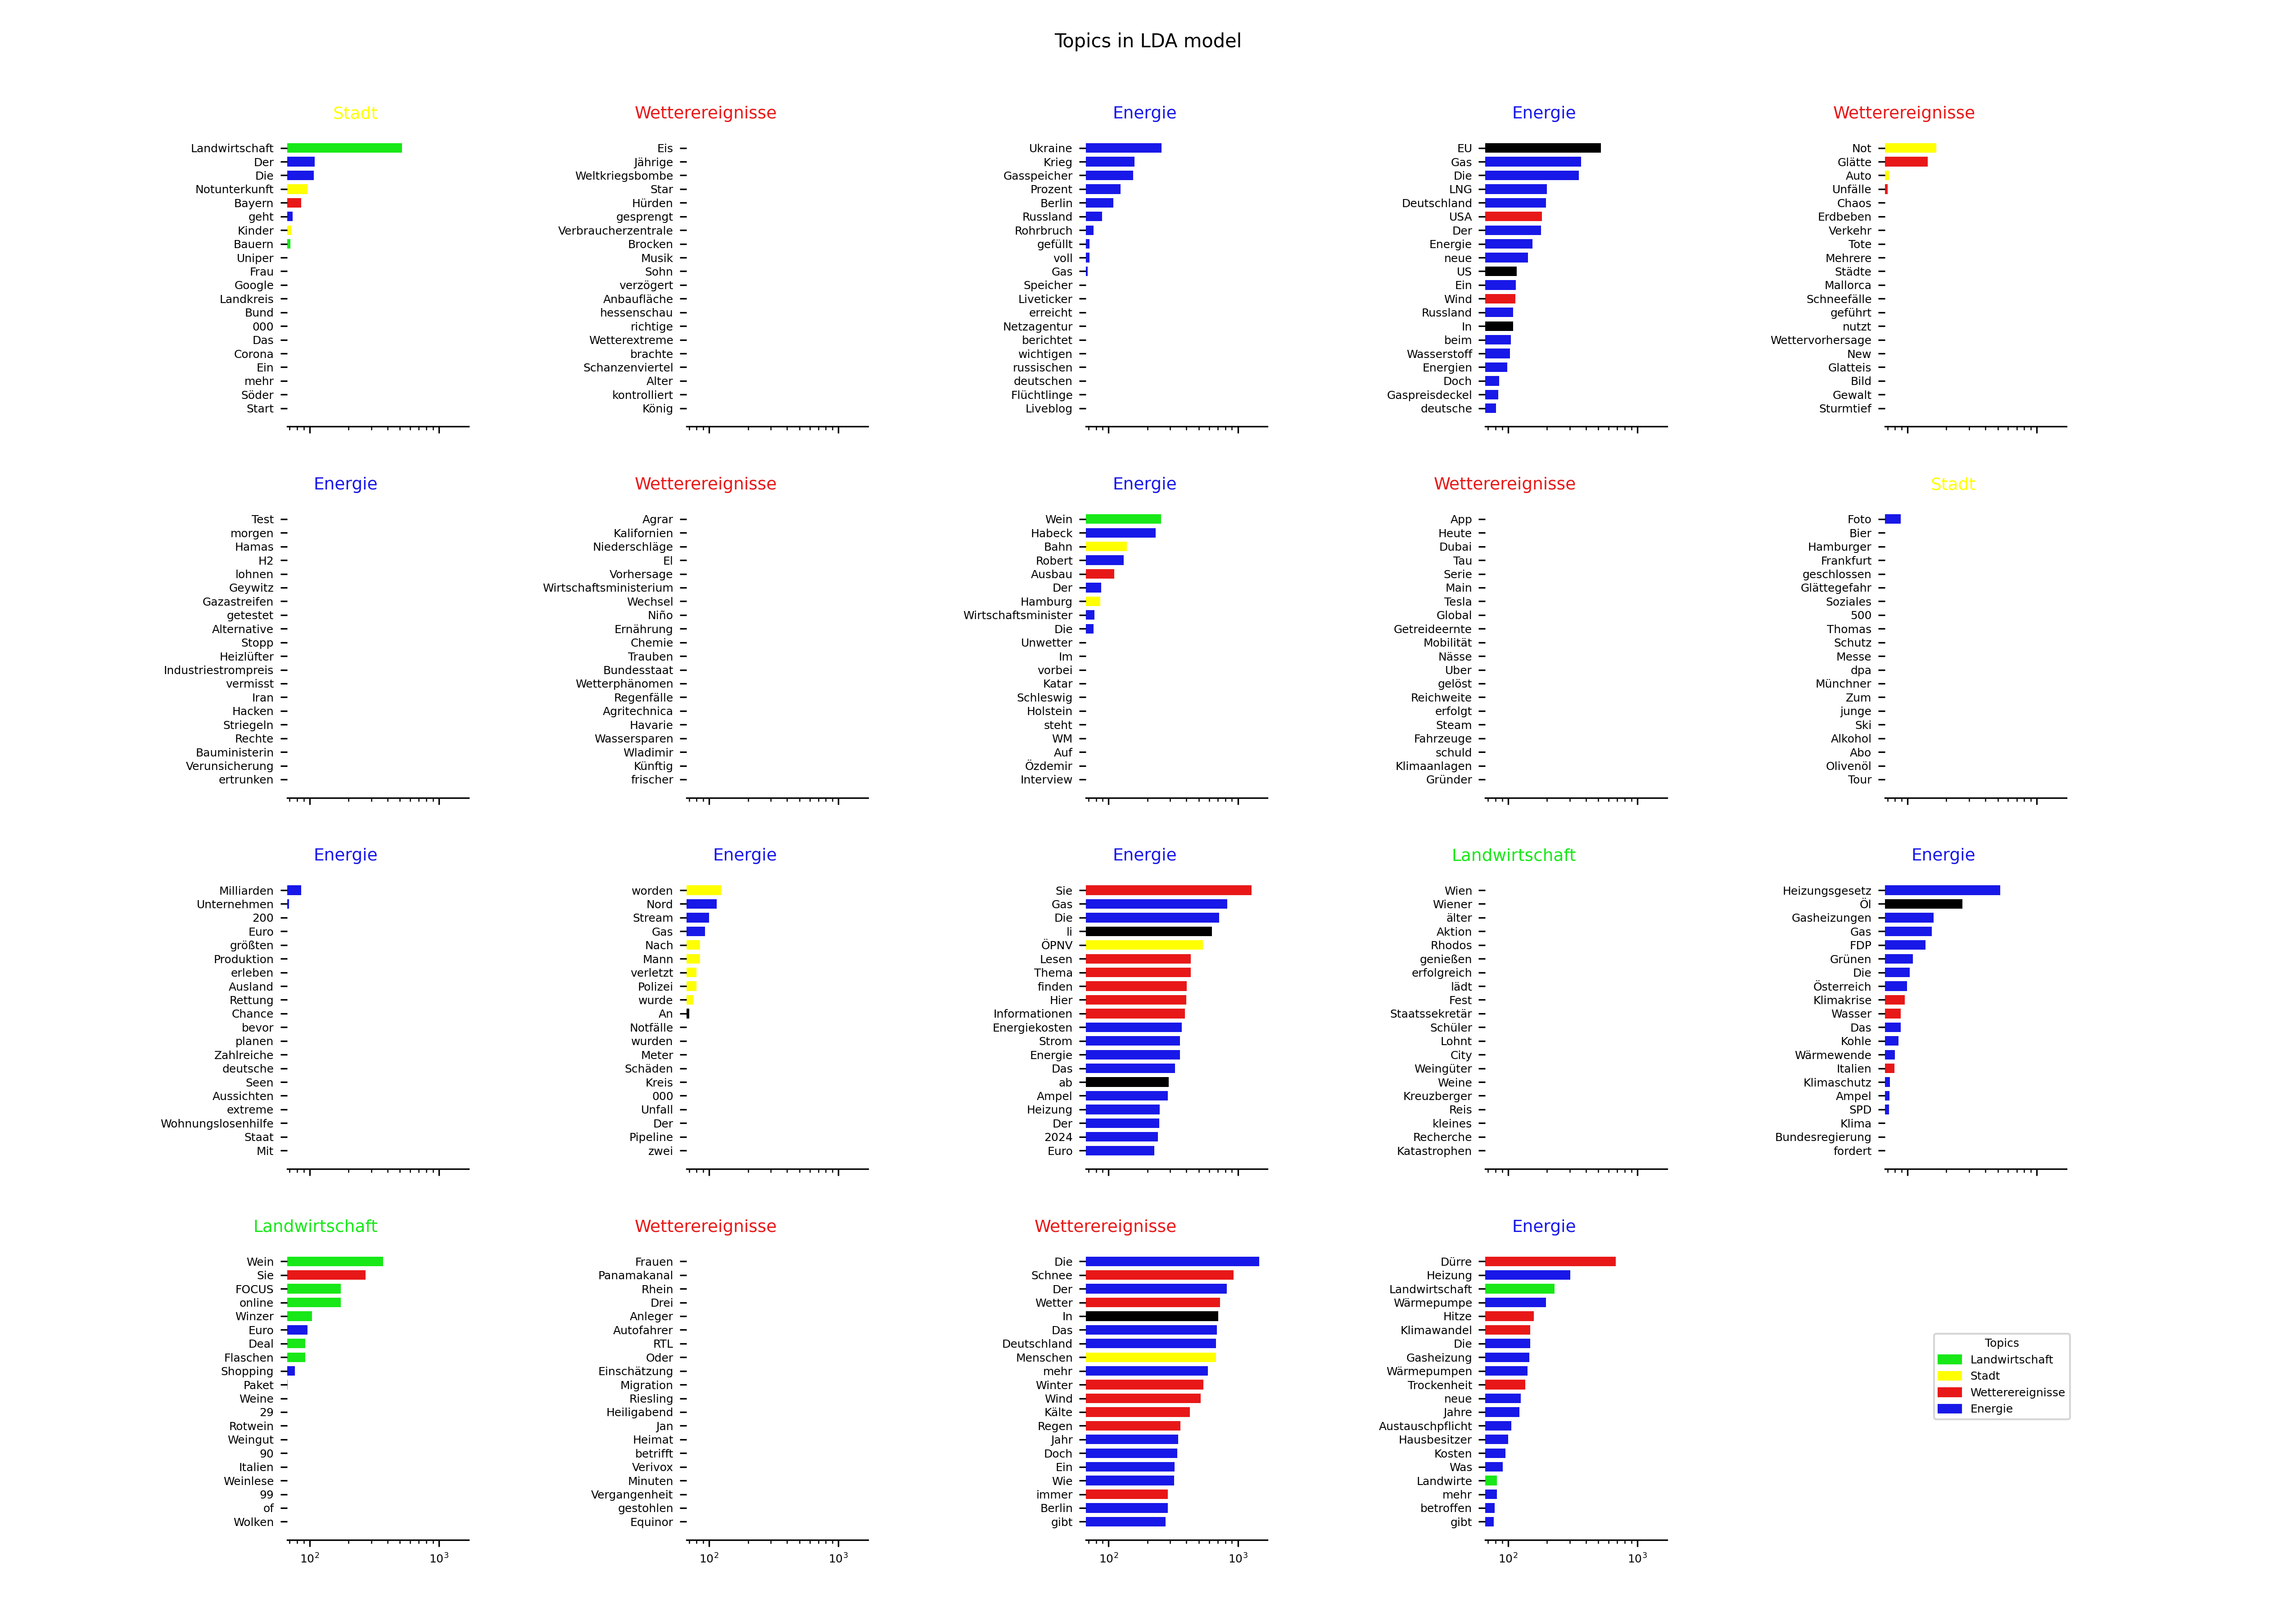 Topics in LDA model
Stadt
Landwirtschaft
Der
Die
Notunterkunft
Bayern
geht
Kinder
Bauern
Uniper
Frau
Google
Landkreis
Bund
000
Das
Corona
Ein
mehr
Söder
Start
Wetterereignisse
Eis
Jährige
Weltkriegsbombe
Star
Hürden
gesprengt
Verbraucherzentrale
Brocken
Musik
Sohn
verzögert
Anbaufläche
hessenschau
richtige
Wetterextreme
brachte
Schanzenviertel
Alter
kontrolliert
König
Energie
Ukraine
Krieg
Gasspeicher
Prozent
Berlin
Russland
Rohrbruch
gefüllt
voll
Gas
Speicher
Liveticker
erreicht
Netzagentur
berichtet
wichtigen
russischen
deutschen
Flüchtlinge
Liveblog
Energie
EU
Gas
Die
LNG
Deutschland
USA
Der
Energie
neue
US
Ein
Wind
Russland
In
beim
Wasserstoff
Energien
Doch
Gaspreisdeckel
deutsche
Wetterereignisse
Not
Glätte
Auto
Unfälle
Chaos
Erdbeben
Verkehr
Tote
Mehrere
Städte
Mallorca
Schneefälle
geführt
nutzt
Wettervorhersage
New
Glatteis
Bild
Gewalt
Sturmtief
Energie
Test
morgen
Hamas
H2
lohnen
Geywitz
Gazastreifen
getestet
Alternative
Stopp
Heizlüfter
Industriestrompreis
vermisst
Iran
Hacken
Striegeln
Rechte
Bauministerin
Verunsicherung
ertrunken
Wetterereignisse
Agrar
Kalifornien
Niederschläge
El
Vorhersage
Wirtschaftsministerium
Wechsel
Niño
Ernährung
Chemie
Trauben
Bundesstaat
Wetterphänomen
Regenfälle
Agritechnica
Havarie
Wassersparen
Wladimir
Künftig
frischer
Energie
Wein
Habeck
Bahn
Robert
Ausbau
Der
Hamburg
Wirtschaftsminister
Die
Unwetter
Im
vorbei
Katar
Schleswig
Holstein
steht
WM
Auf
Özdemir
Interview
Wetterereignisse
App
Heute
Dubai
Tau
Serie
Main
Tesla
Global
Getreideernte
Mobilität
Nässe
Uber
gelöst
Reichweite
erfolgt
Steam
Fahrzeuge
schuld
Klimaanlagen
Gründer
Stadt
Foto
Bier
Hamburger
Frankfurt
geschlossen
Glättegefahr
Soziales
500
Thomas
Schutz
Messe
dpa
Münchner
Zum
junge
Ski
Alkohol
Abo
Olivenöl
Tour
Energie
Milliarden
Unternehmen
200
Euro
größten
Produktion
erleben
Ausland
Rettung
Chance
bevor
planen
Zahlreiche
deutsche
Seen
Aussichten
extreme
Wohnungslosenhilfe
Staat
Mit
Energie
worden
Nord
Stream
Gas
Nach
Mann
verletzt
Polizei
wurde
An
Notfälle
wurden
Meter
Schäden
Kreis
000
Unfall
Der
Pipeline
zwei
Energie
Sie
Gas
Die
li
ÖPNV
Lesen
Thema
finden
Hier
Informationen
Energiekosten
Strom
Energie
Das
ab
Ampel
Heizung
Der
2024
Euro
Landwirtschaft
Wien
Wiener
älter
Aktion
Rhodos
genießen
erfolgreich
lädt
Fest
Staatssekretär
Schüler
Lohnt
City
Weingüter
Weine
Kreuzberger
Reis
kleines
Recherche
Katastrophen
Energie
Heizungsgesetz
Öl
Gasheizungen
Gas
FDP
Grünen
Die
Österreich
Klimakrise
Wasser
Das
Kohle
Wärmewende
Italien
Klimaschutz
Ampel
SPD
Klima
Bundesregierung
fordert
Landwirtschaft
Wein
Sie
FOCUS
online
Winzer
Euro
Deal
Flaschen
Shopping
Paket
Weine
29
Rotwein
Weingut
90
Italien
Weinlese
99
of
Wolken
10²
10³
Wetterereignisse
Frauen
Panamakanal
Rhein
Drei
Anleger
Autofahrer
RTL
Oder
Einschätzung
Migration
Riesling
Heiligabend
Jan
Heimat
betrifft
Verivox
Minuten
Vergangenheit
gestohlen
Equinor
10²
10³
Wetterereignisse
Die
Schnee
Der
Wetter
In
Das
Deutschland
Menschen
mehr
Winter
Wind
Kälte
Regen
Jahr
Doch
Ein
Wie
immer
Berlin
gibt
10²
10³
Energie
Dürre
Heizung
Landwirtschaft
Wärmepumpe
Hitze
Klimawandel
Die
Gasheizung
Wärmepumpen
Trockenheit
neue
Jahre
Austauschpflicht
Hausbesitzer
Kosten
Was
Landwirte
mehr
betroffen
gibt
10²
10³
Topics
Landwirtschaft
Stadt
Wetterereignisse
Energie